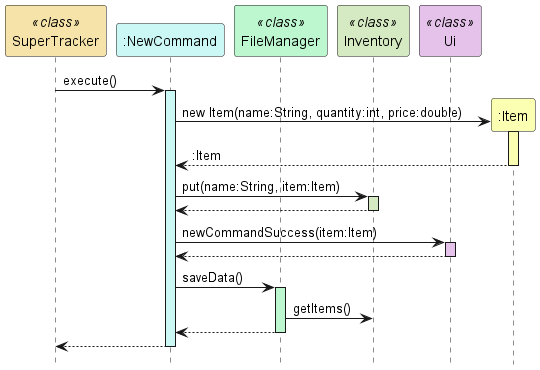 «class»
SuperTracker
:NewCommand
«class»
FileManager
«class»
Inventory
«class»
Ui
execute()
:Item
new Item(name:String, quantity:int, price:double)
:Item
put(name:String, item:Item)
newCommandSuccess(item:Item)
saveData()
getItems()